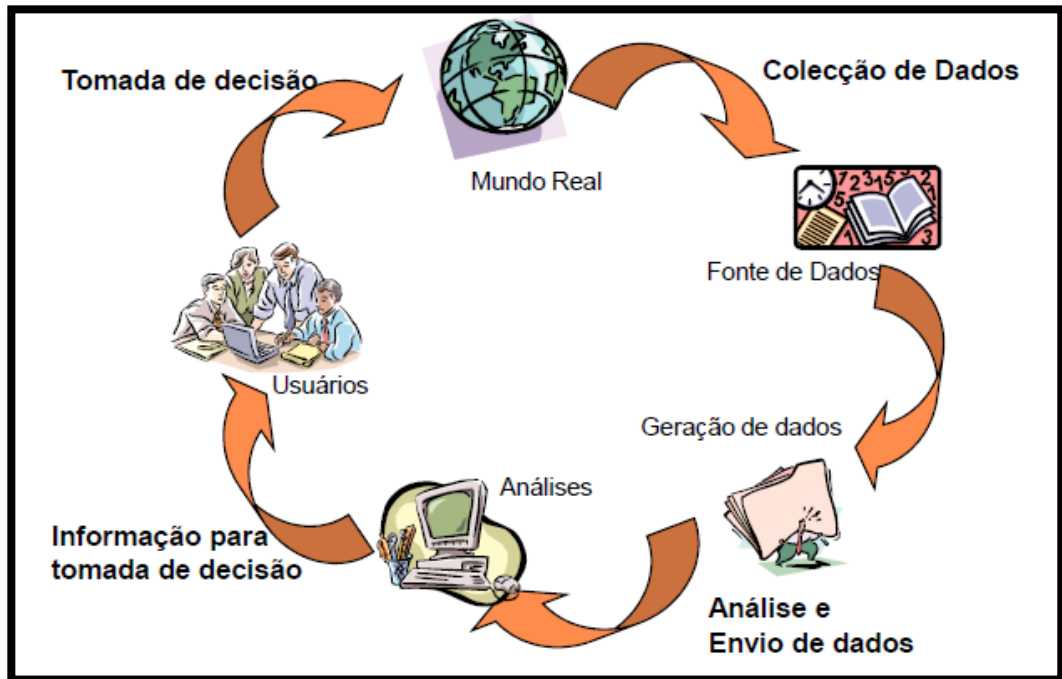 Tomada de decisão
Colecção de Dados
Mundo Real
Fonte de Dados
Usuários
Geração de dados
Análises
Informação para
tomada de decisão
Análise e
Envio de dados